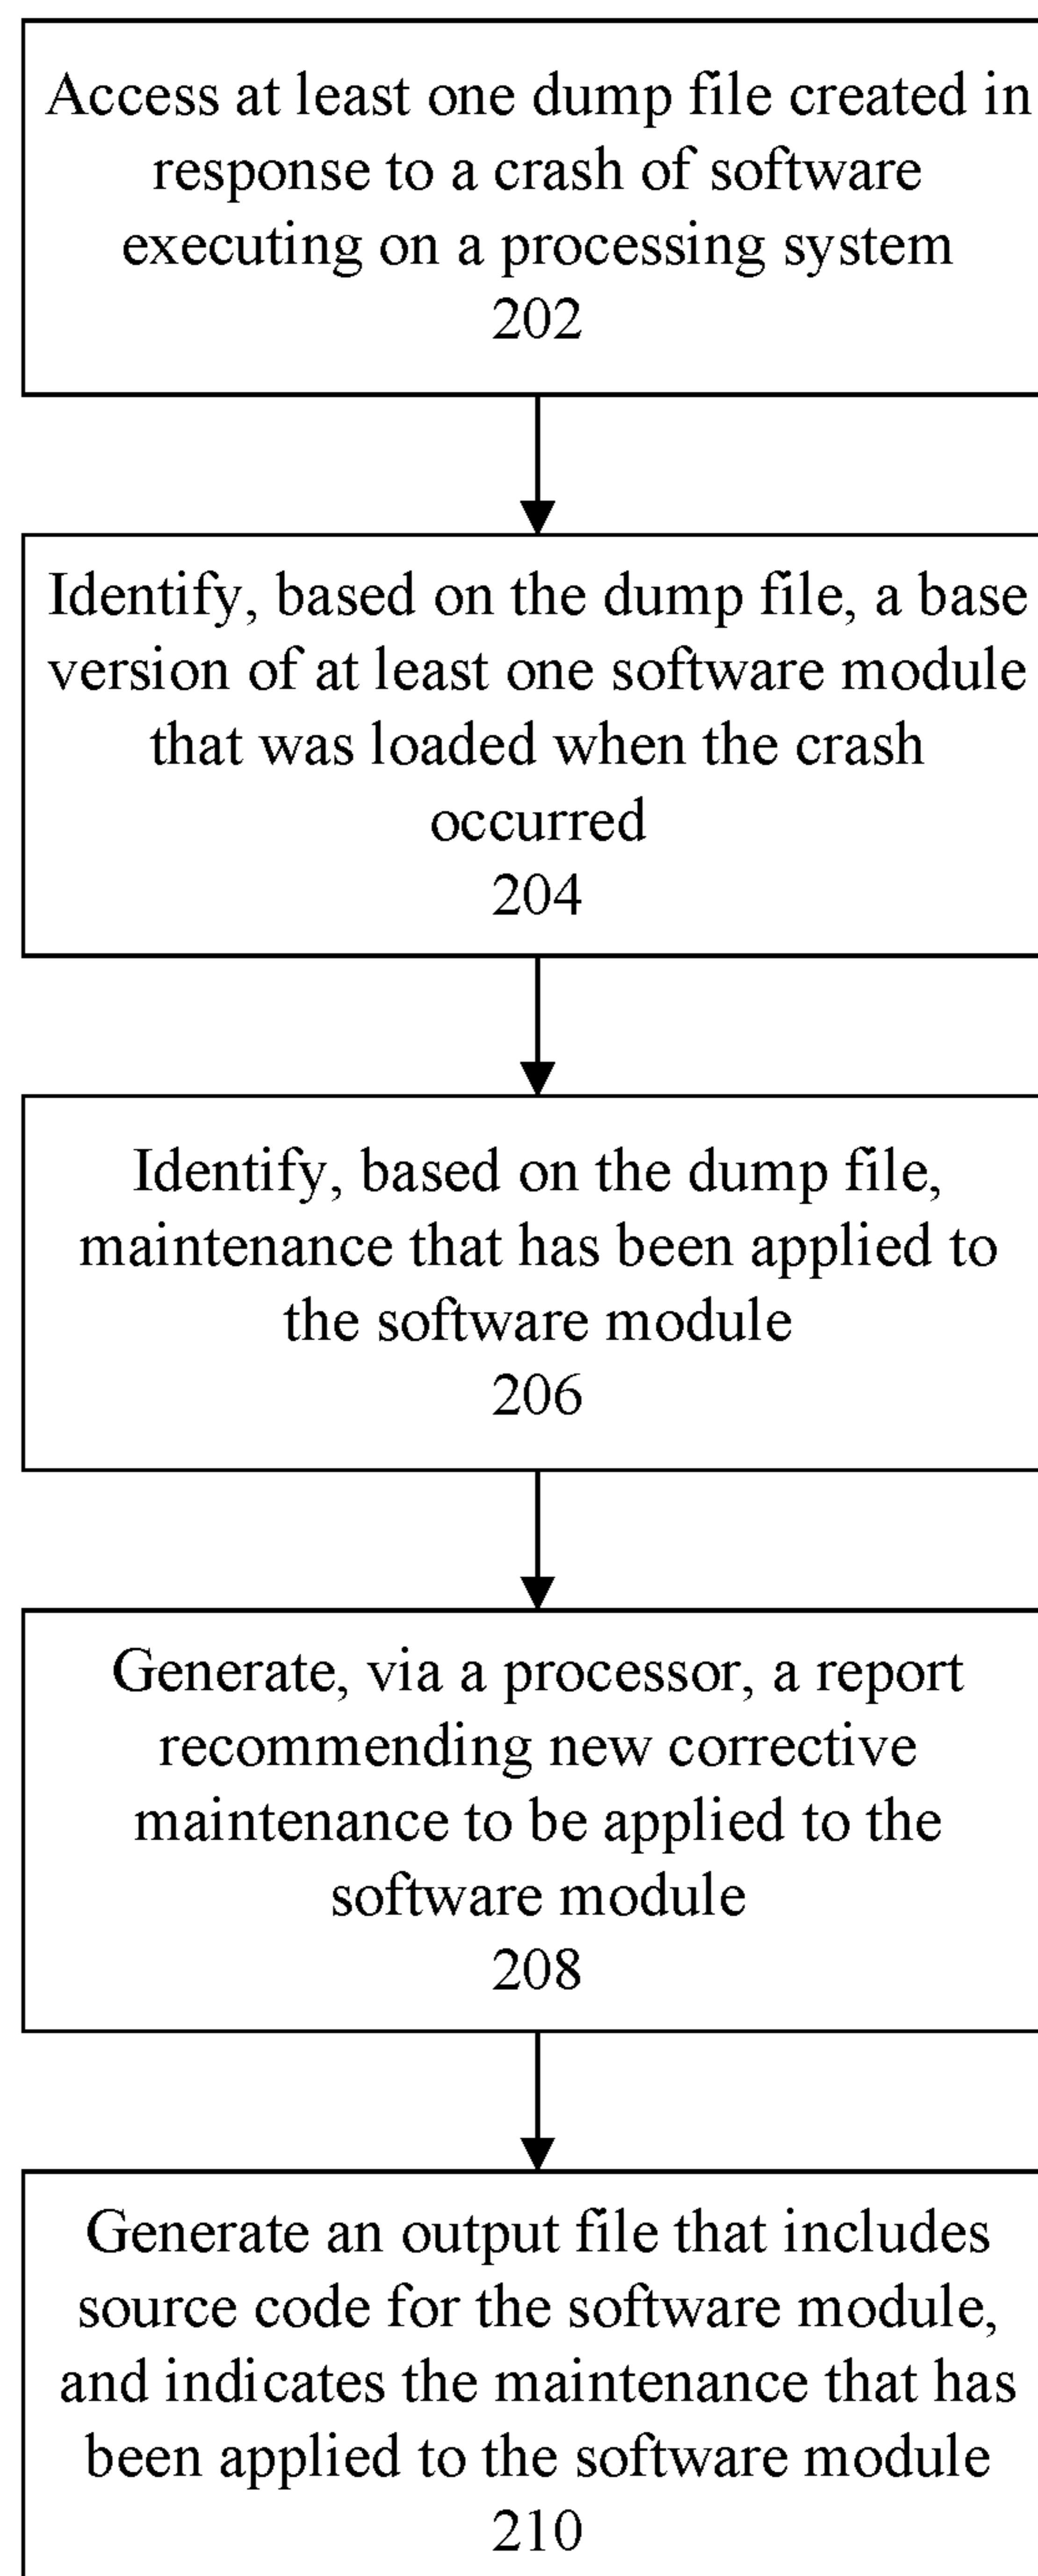 Access at least one dump file created in
response to a crash of software
executing on a processing system
202
Identify, based on the dump file, a base
version of at least one software module
that was loaded when the crash
occurred
204
Identify, based on the dump file,
maintenance that has been applied to
the software module
206
Generate, via a processor, a report
recommending new corrective
maintenance to be applied to the
software module
208
Generate an output file that includes
source code for the software module,
and indicates the maintenance that has
been applied to the software module
210